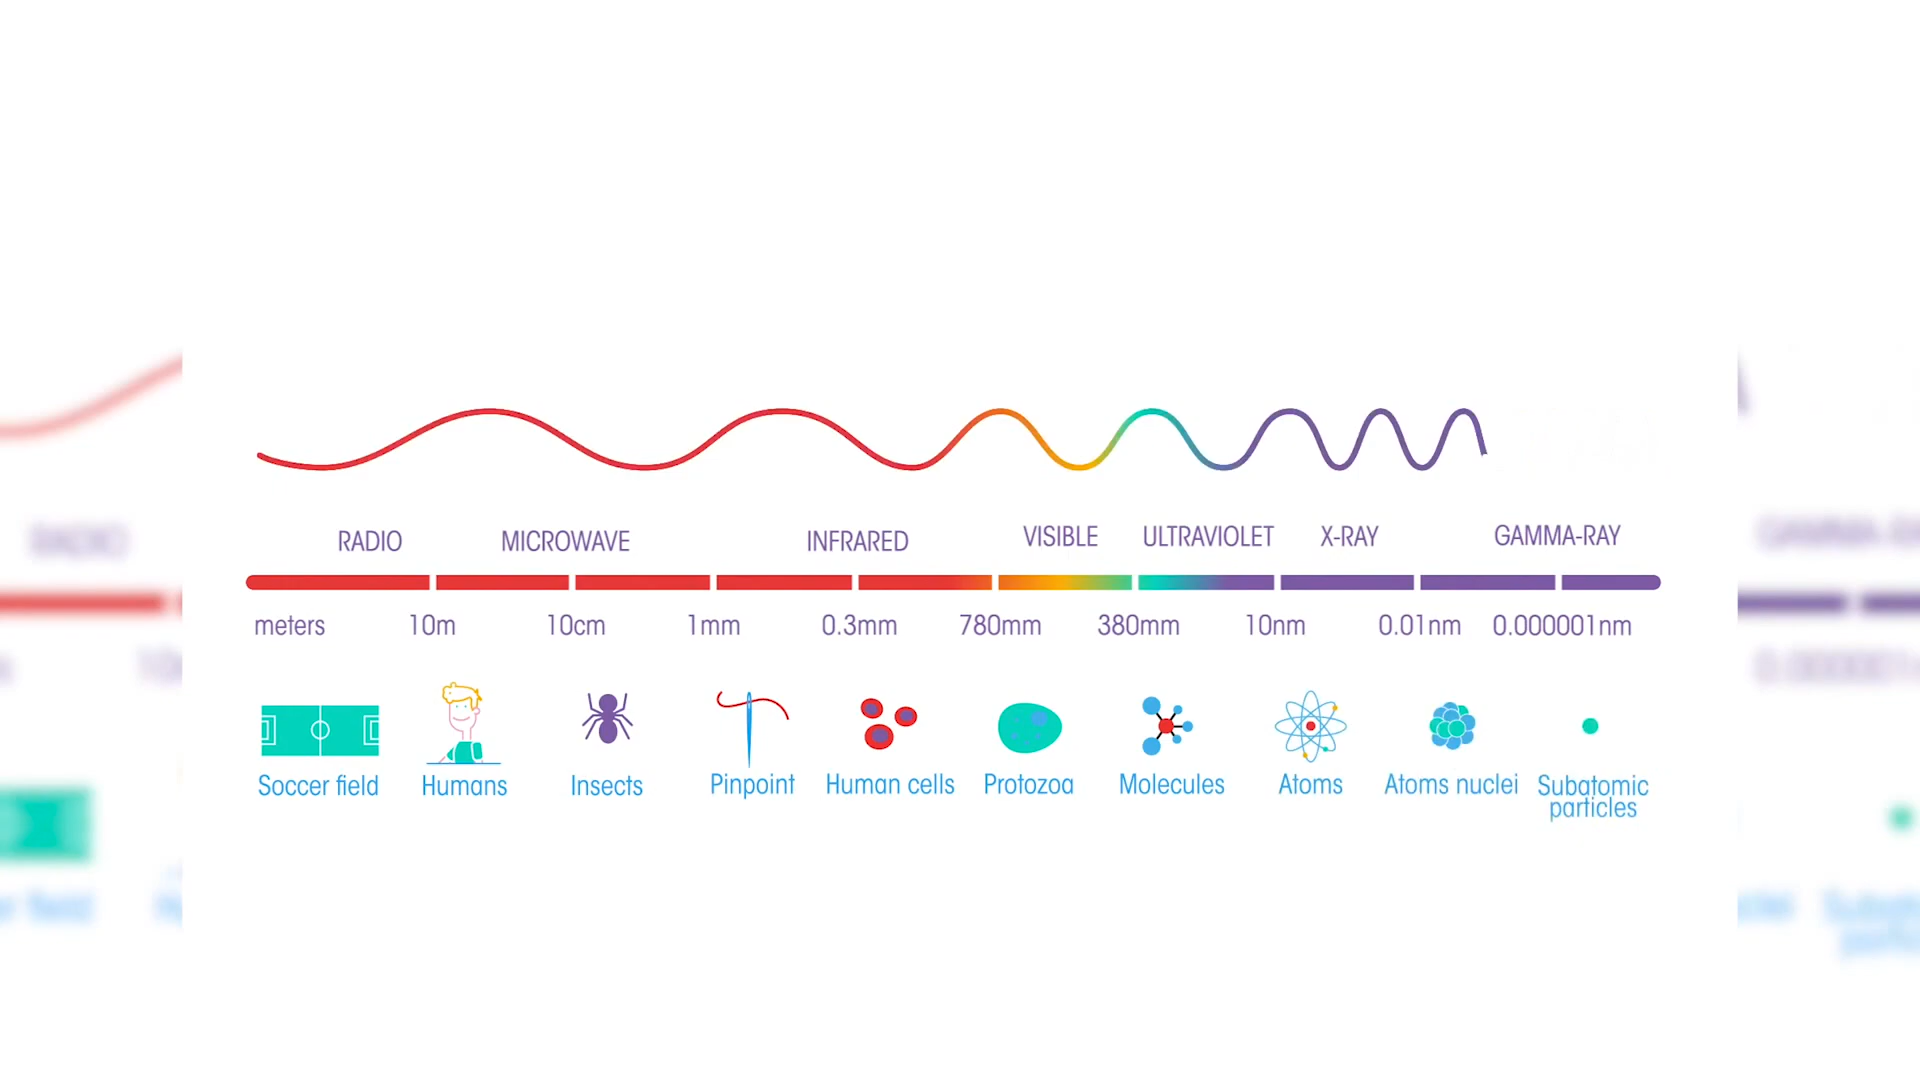 RADIO MICROWAVE INFRARED VISIBLE ULTRAVIOLET X-RAY GAMMA-RAY
meters 10m 10cm 1mm 0.3mm 780mm 380mm 10nm 0.01nm 0.000001nm
Soccer field Humans Insects Pinpoint Human cells Protozoa Molecules Atoms Atoms nuclei Subatomic
particles